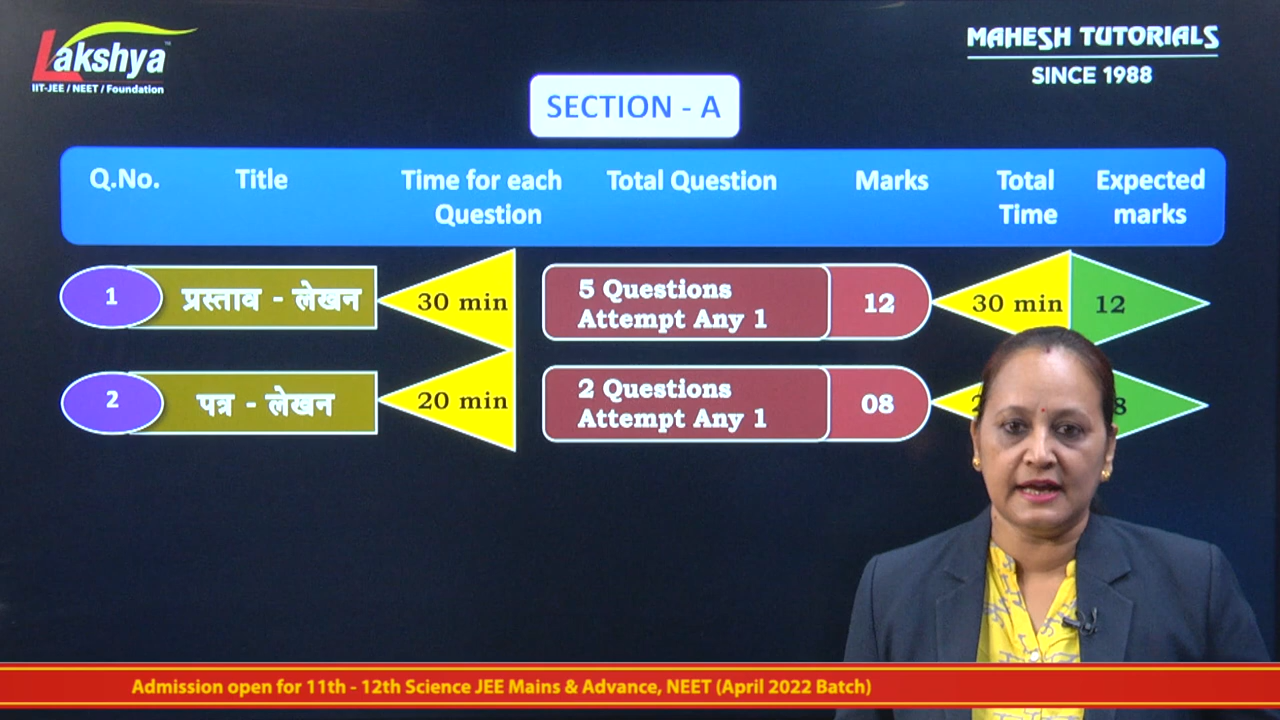 Lakshya
IIT-JEE / NEET / Foundation
MAHESH TUTORIALS
SINCE 1988
SECTION - A
Q.No. Title Time for each Question Total Question Marks Total Time Expected marks
1 प्रस्ताव - लेखन 30 min 5 Questions Attempt Any 1 12 30 min 12
2 पत्र - लेखन 20 min 2 Questions Attempt Any 1 08
Admission open for 11th - 12th Science JEE Mains & Advance, NEET (April 2022 Batch)